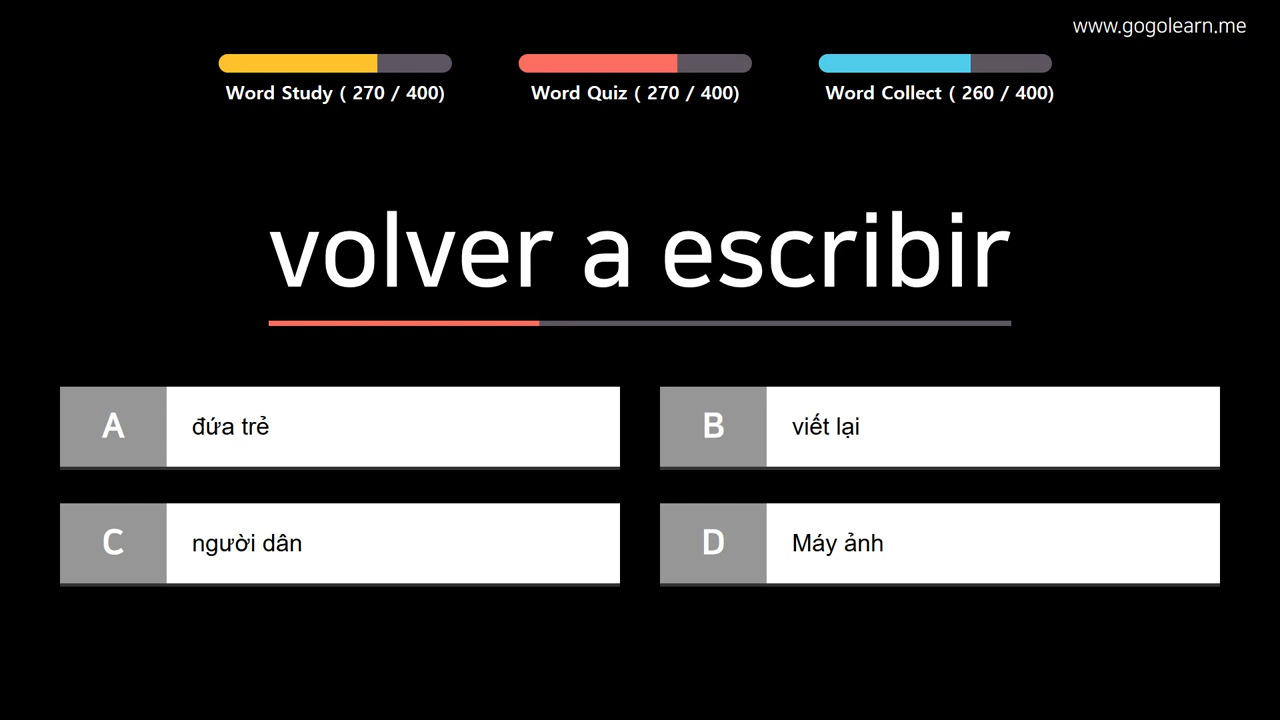 www.gogolearn.me
Word Study ( 270 / 400)
Word Quiz ( 270 / 400)
Word Collect ( 260 / 400)
volver a escribir
A
đứa trẻ
B
viết lại
C
người dân
D
Máy ảnh